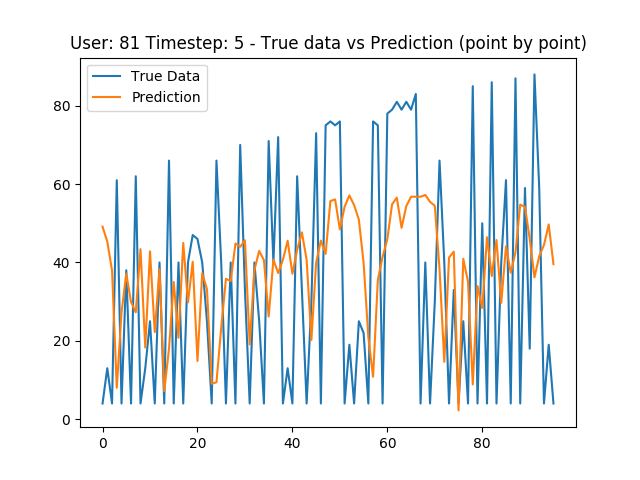 User: 81 Timestep: 5 - True data vs Prediction (point by point)
True Data
Prediction
80
60
40
20
0
0 20 40 60 80